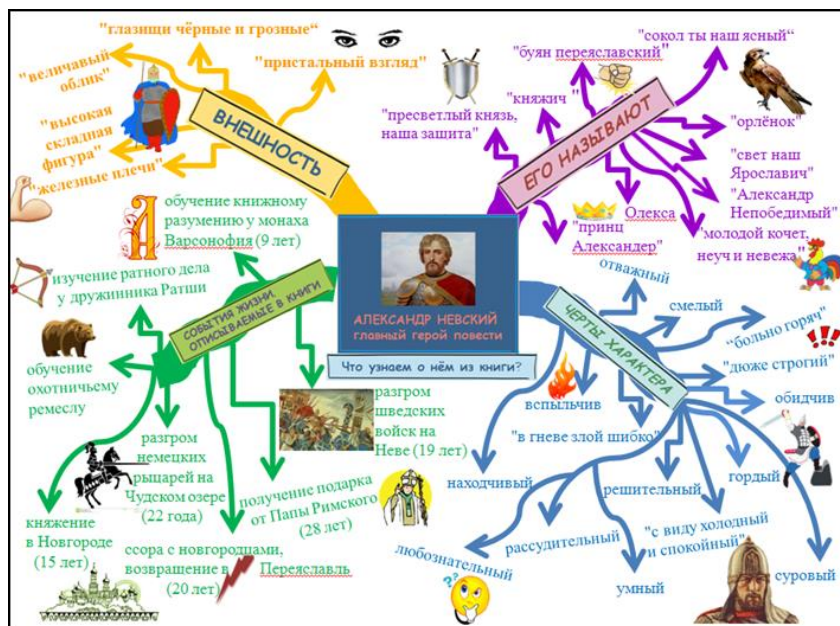 "глазищи чёрные и грозные"
"величавый
облик"
"пристальный взгляд"
"высокая
складная
фигура"
"железные плечи"
ВНЕШНОСТЬ
"буян переяславский"
"сокол ты наш ясный"
"пресветлый князь,
наша защита"
"княжич"
ЕГО НАЗЫВАЮТ
"орлёнок"
"свет наш
Ярославич"
"Александр
Непобедимый"
Олекса
"принц
Александер"
"молодой кочет,
неуч и невежа"
А
обучение книжному
разумению у монаха
Варсонофия (9 лет)
изучение ратного дела
у дружинника Ратши
СОБЫТИЯ ЖИЗНИ,
ОПИСЫВАЕМЫЕ В КНИГИ
обучение
охотничьему
ремеслу
разгром
шведских
войск на
Неве (19 лет)
разгром
немецких
рыцарей на
Чудском озере
(22 года)
получение подарка
от Папы Римского
(28 лет)
княжение
в Новгороде
(15 лет)
ссора с новгородцами,
возвращение в Переяславль
(20 лет)
АЛЕКСАНДР НЕВСКИЙ
главный герой повести
Что узнаем о нём из книги?
ЧЕРТЫ ХАРАКТЕРА
отважный
смелый
"больно горяч"
!!!
"дюже строгий"
обидчив
вспыльчив
"в гневе злой шибко"
гордый
находчивый
решительный
"с виду холодный
и спокойный"
рассудительный
любознательный
??
умный
суровый